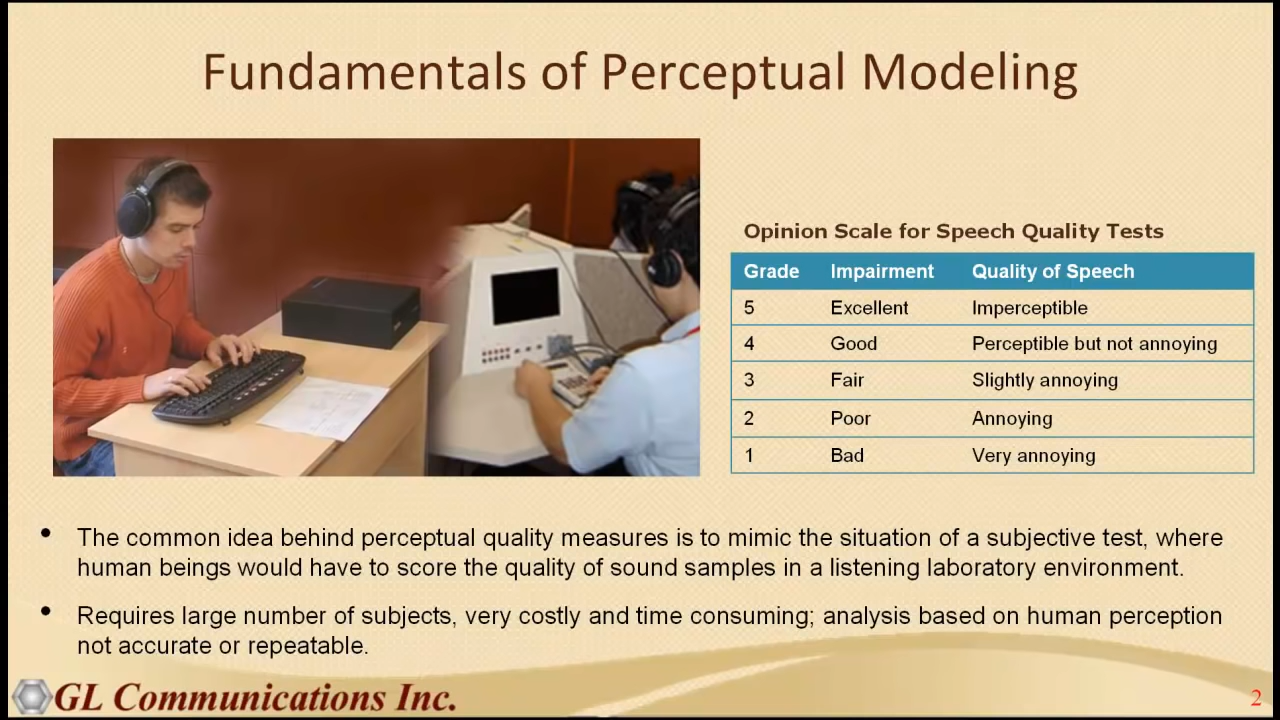 Fundamentals of Perceptual Modeling
Opinion Scale for Speech Quality Tests
Grade Impairment Quality of Speech
5 Excellent Imperceptible
4 Good Perceptible but not annoying
3 Fair Slightly annoying
2 Poor Annoying
1 Bad Very annoying
• The common idea behind perceptual quality measures is to mimic the situation of a subjective test, where
human beings would have to score the quality of sound samples in a listening laboratory environment.
• Requires large number of subjects, very costly and time consuming; analysis based on human perception
not accurate or repeatable.
GL Communications Inc.
2